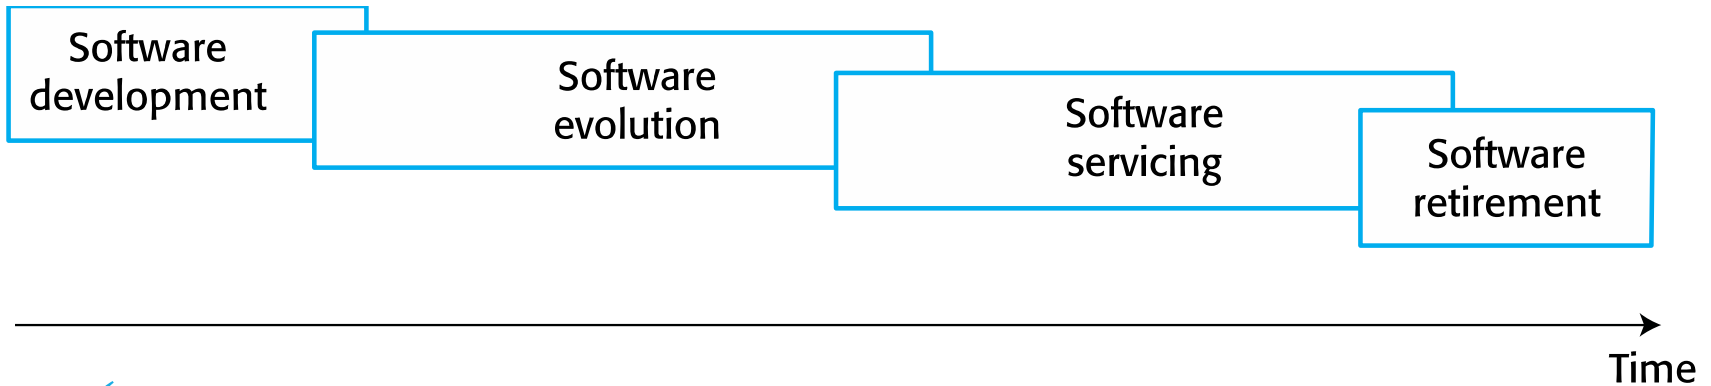 Software
development
Software
evolution
Software
servicing
Software
retirement
Time